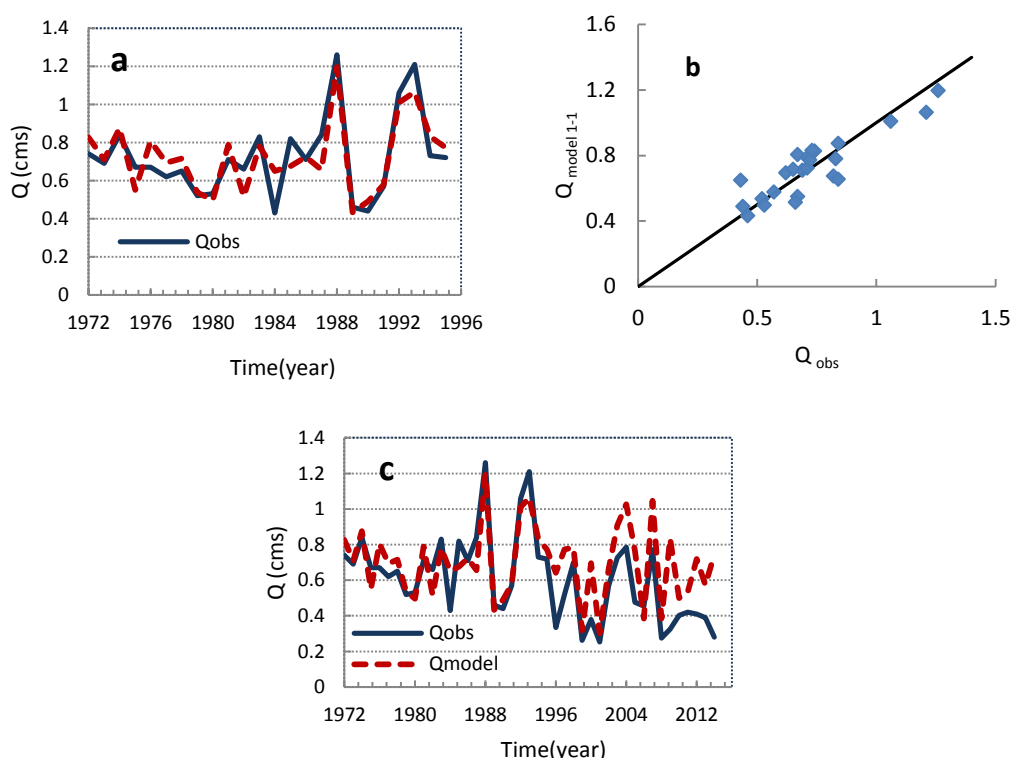 a
1.4
1.2
1
0.8
0.6
0.4
0.2
0
Q (cms)
Qobs
1972 1976 1980 1984 1988 1992 1996
Time(year)
b
1.6
1.2
0.8
0.4
0
Q model 1-1
0 0.5 1 1.5
Q obs
c
1.4
1.2
1
0.8
0.6
0.4
0.2
0
Q (cms)
Qobs
Qmodel
1972 1980 1988 1996 2004 2012
Time(year)